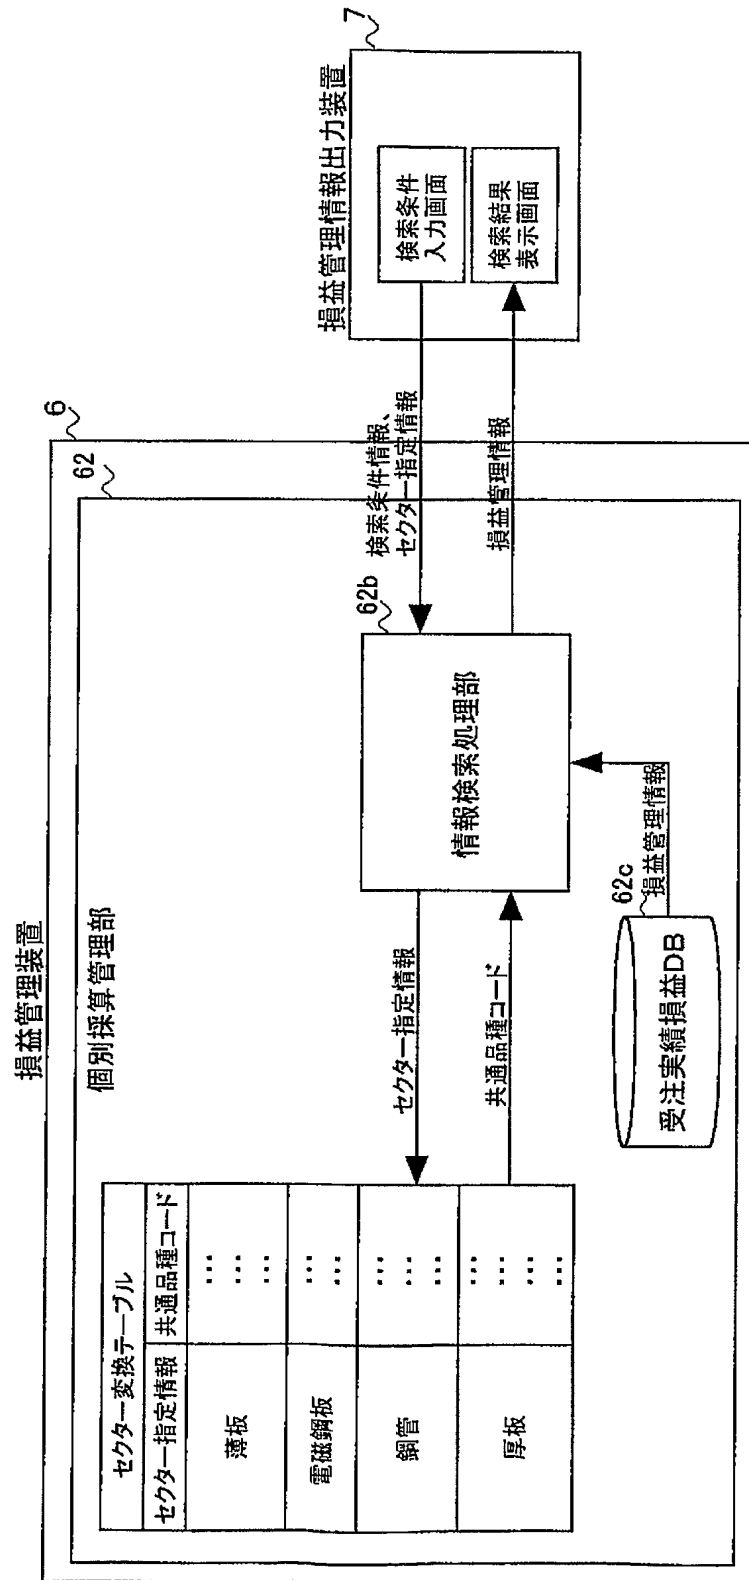 損益管理装置
6
個別採算管理部
62
セクター変換テーブル
セクター指定情報
共通品種コード
薄板
⋯
⋯
⋯
電磁鋼板
⋯
⋯
鋼管
⋯
⋯
⋯
厚板
⋯
⋯
⋯
⋯
セクター指定情報
共通品種コード
情報検索処理部
62b
受注実績損益DB
62c
損益管理情報
検索条件情報、
セクター指定情報
損益管理情報
損益管理情報出力装置
7
検索条件
入力画面
検索結果
表示画面